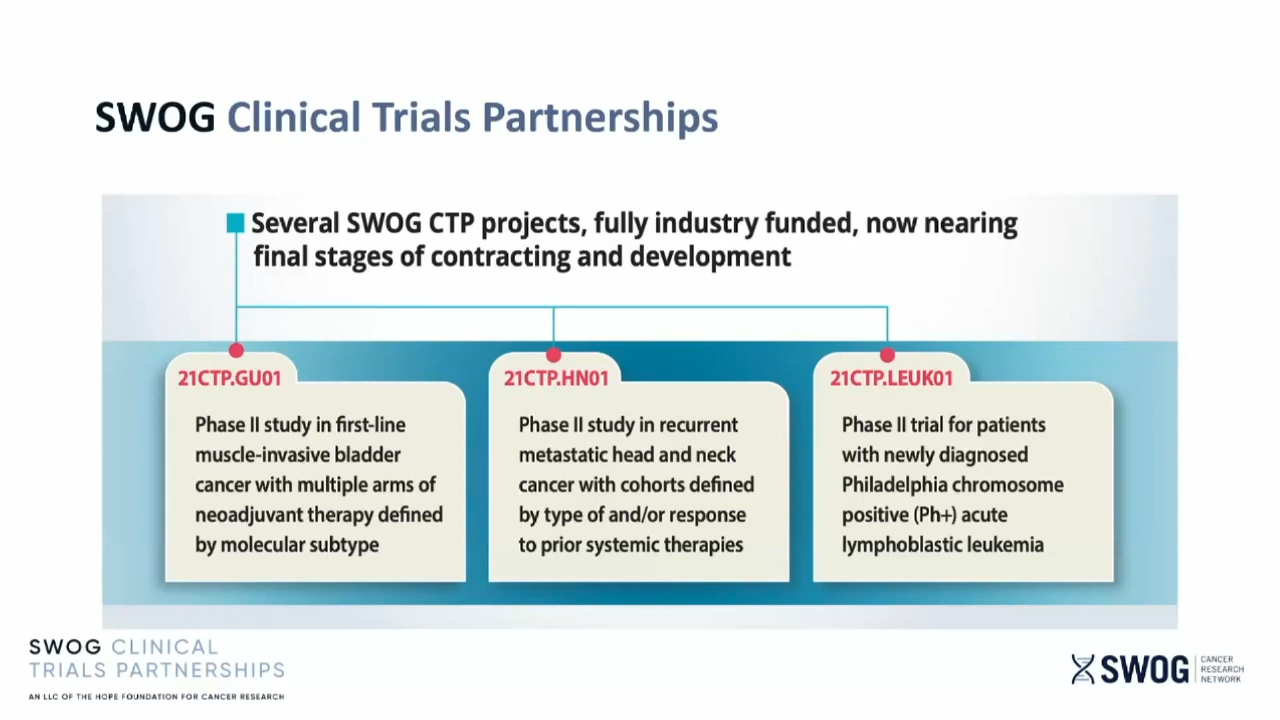 SWOG Clinical Trials Partnerships
Several SWOG CTP projects, fully industry funded, now nearing
final stages of contracting and development
21CTP.GU01
Phase II study in first-line
muscle-invasive bladder
cancer with multiple arms of
neoadjuvant therapy defined
by molecular subtype
21CTP.HN01
Phase II study in recurrent
metastatic head and neck
cancer with cohorts defined
by type of and/or response
to prior systemic therapies
21CTP.LEUK01
Phase II trial for patients
with newly diagnosed
Philadelphia chromosome
positive (Ph+) acute
lymphoblastic leukemia
SWOG CLINICAL
TRIALS PARTNERSHIPS
AN LLC OF THE HOPE FOUNDATION FOR CANCER RESEARCH
SWOG
CANCER
RESEARCH
NETWORK